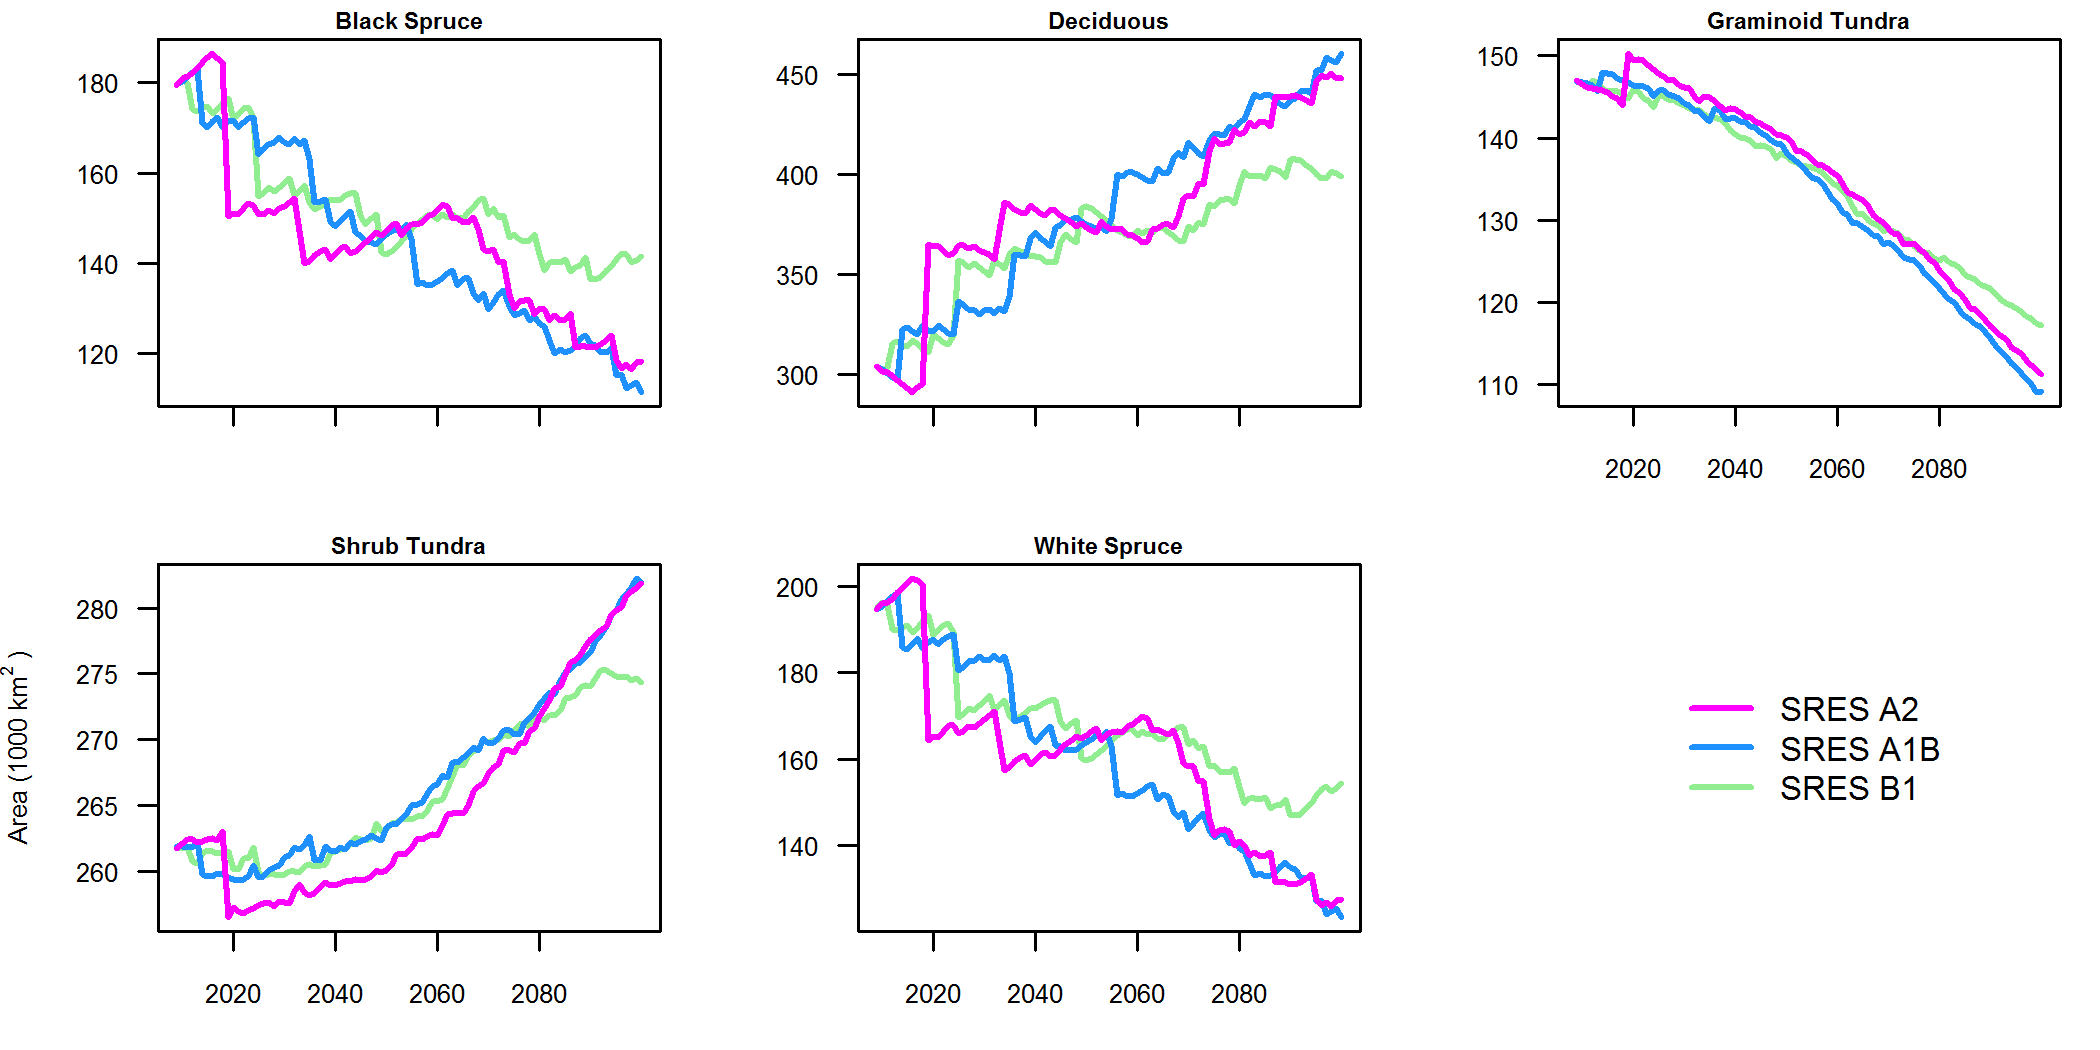 Black Spruce
180
160
140
120
Deciduous
450
400
350
300
Graminoid Tundra
150
140
130
120
110
2020 2040 2060 2080
Shrub Tundra
280
275
270
265
260
2020 2040 2060 2080
White Spruce
200
180
160
140
2020 2040 2060 2080
Area (1000 km²)
SRES A2
SRES A1B
SRES B1